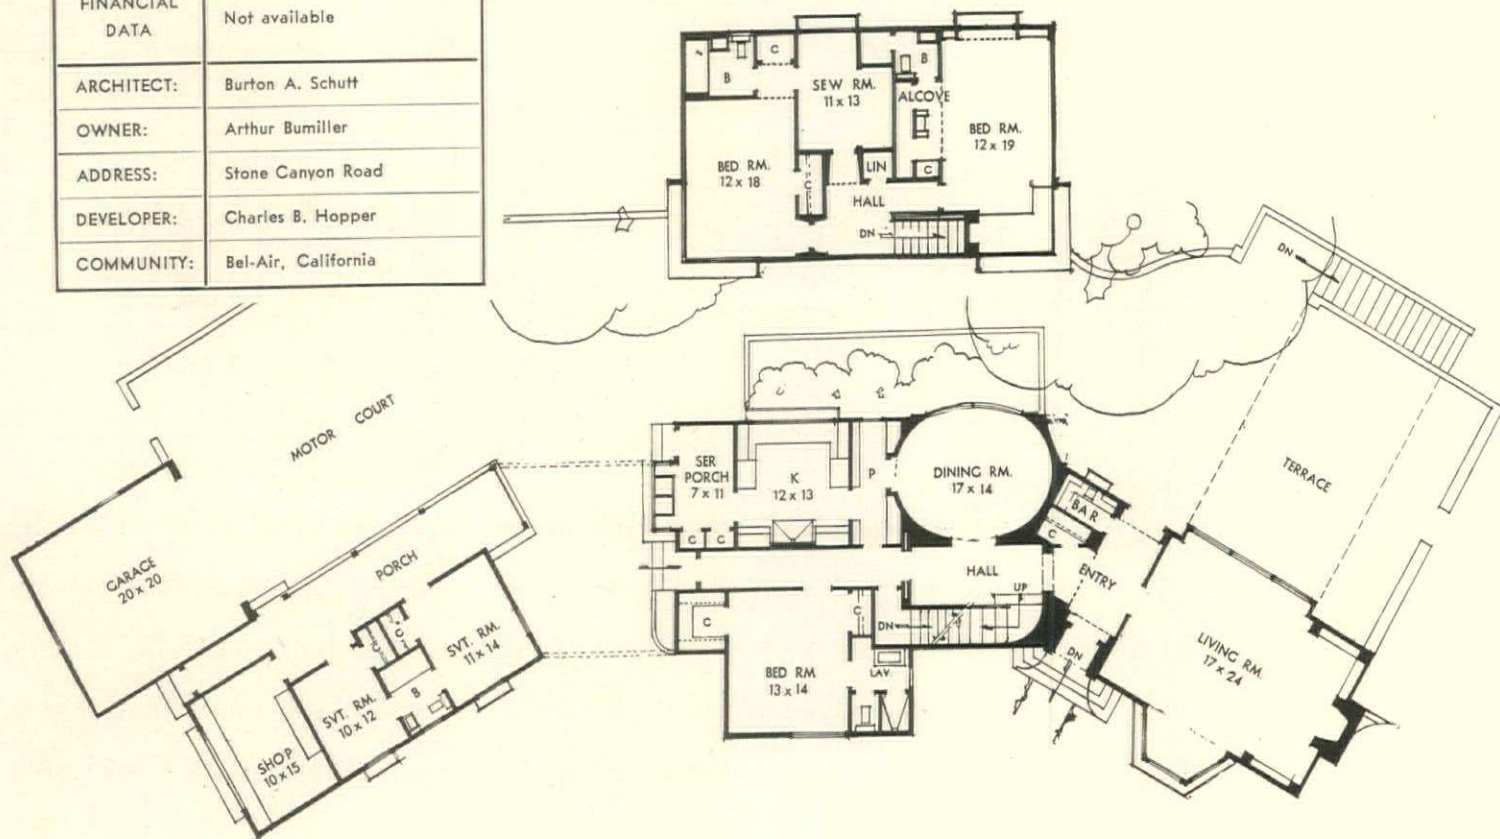 FINANCIAL
DATA
Not available
ARCHITECT: Burton A. Schutt
OWNER: Arthur Bumiller
ADDRESS: Stone Canyon Road
DEVELOPER: Charles B. Hopper
COMMUNITY: Bel-Air, California
B
C
SEW RM.
11 x 13
B
ALCOVE
BED RM.
12 x 19
BED RM.
12 x 18
C
LIN
C
HALL
DN
DN
MOTOR COURT
GARACE
20 x 20
PORCH
C
C
SVT. RM.
11 x 14
B
SVT. RM.
10 x 12
SHOP
10 x 15
SER
PORCH
7 x 11
C C
K
12 x 13
P
DINING RM.
17 x 14
BAR
C
ENTRY
HALL
UP
DN
C
C
BED RM
13 x 14
LAV.
DN
TERRACE
LIVING RM.
17 x 24